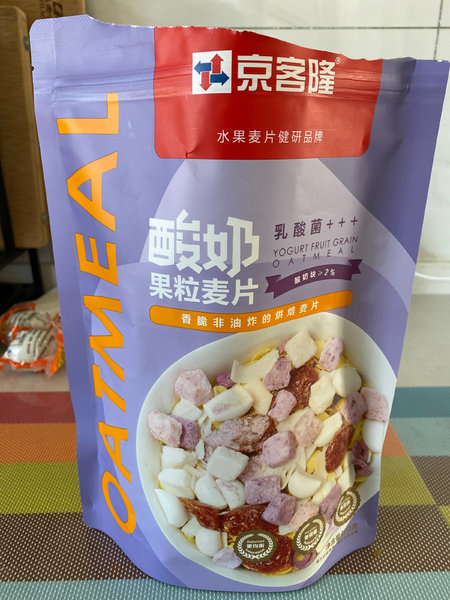 京客隆®
水果麦片健研品牌
OATMEAL
酸奶
果粒麦片
乳酸菌+++
YOGURT FRUIT GRAIN
OATMEAL
酸奶块≥2%
香脆非油炸的烘焙麦片